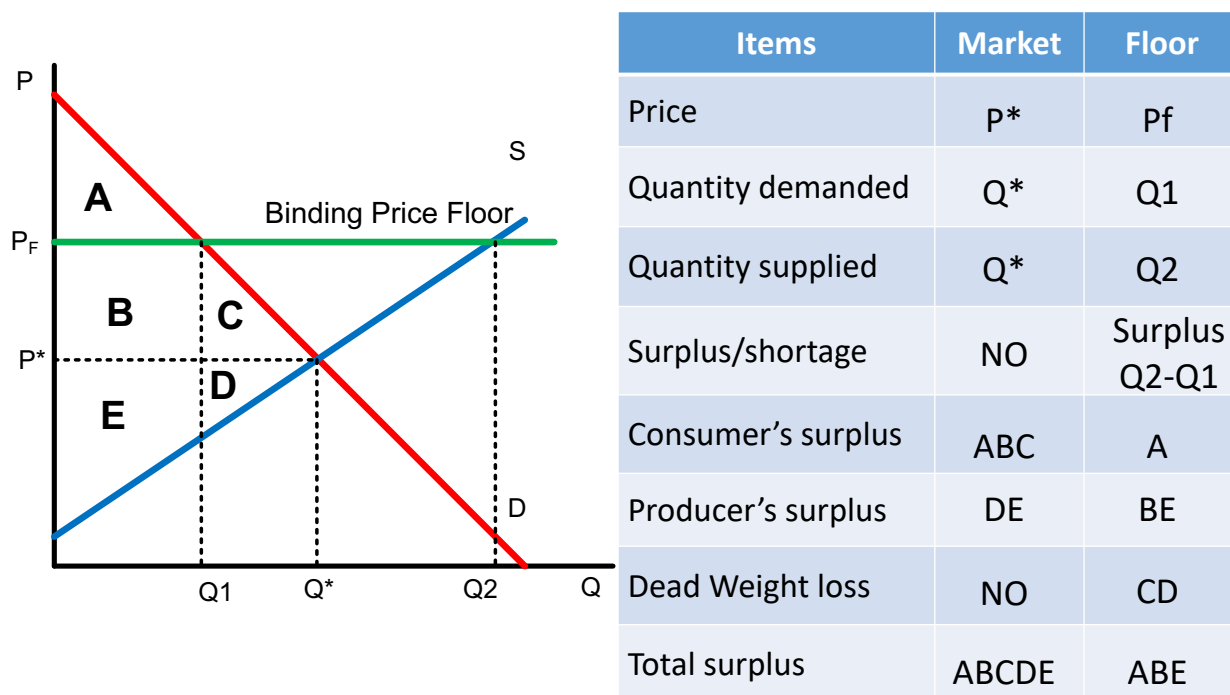 P
S
A
Binding Price Floor
PF
B
C
P*
D
E
D
Q1
Q*
Q2
Q
Items Market Floor
Price P* Pf
Quantity demanded Q* Q1
Quantity supplied Q* Q2
Surplus/shortage NO Surplus
Q2-Q1
Consumer’s surplus ABC A
Producer’s surplus DE BE
Dead Weight loss NO CD
Total surplus ABCDE ABE